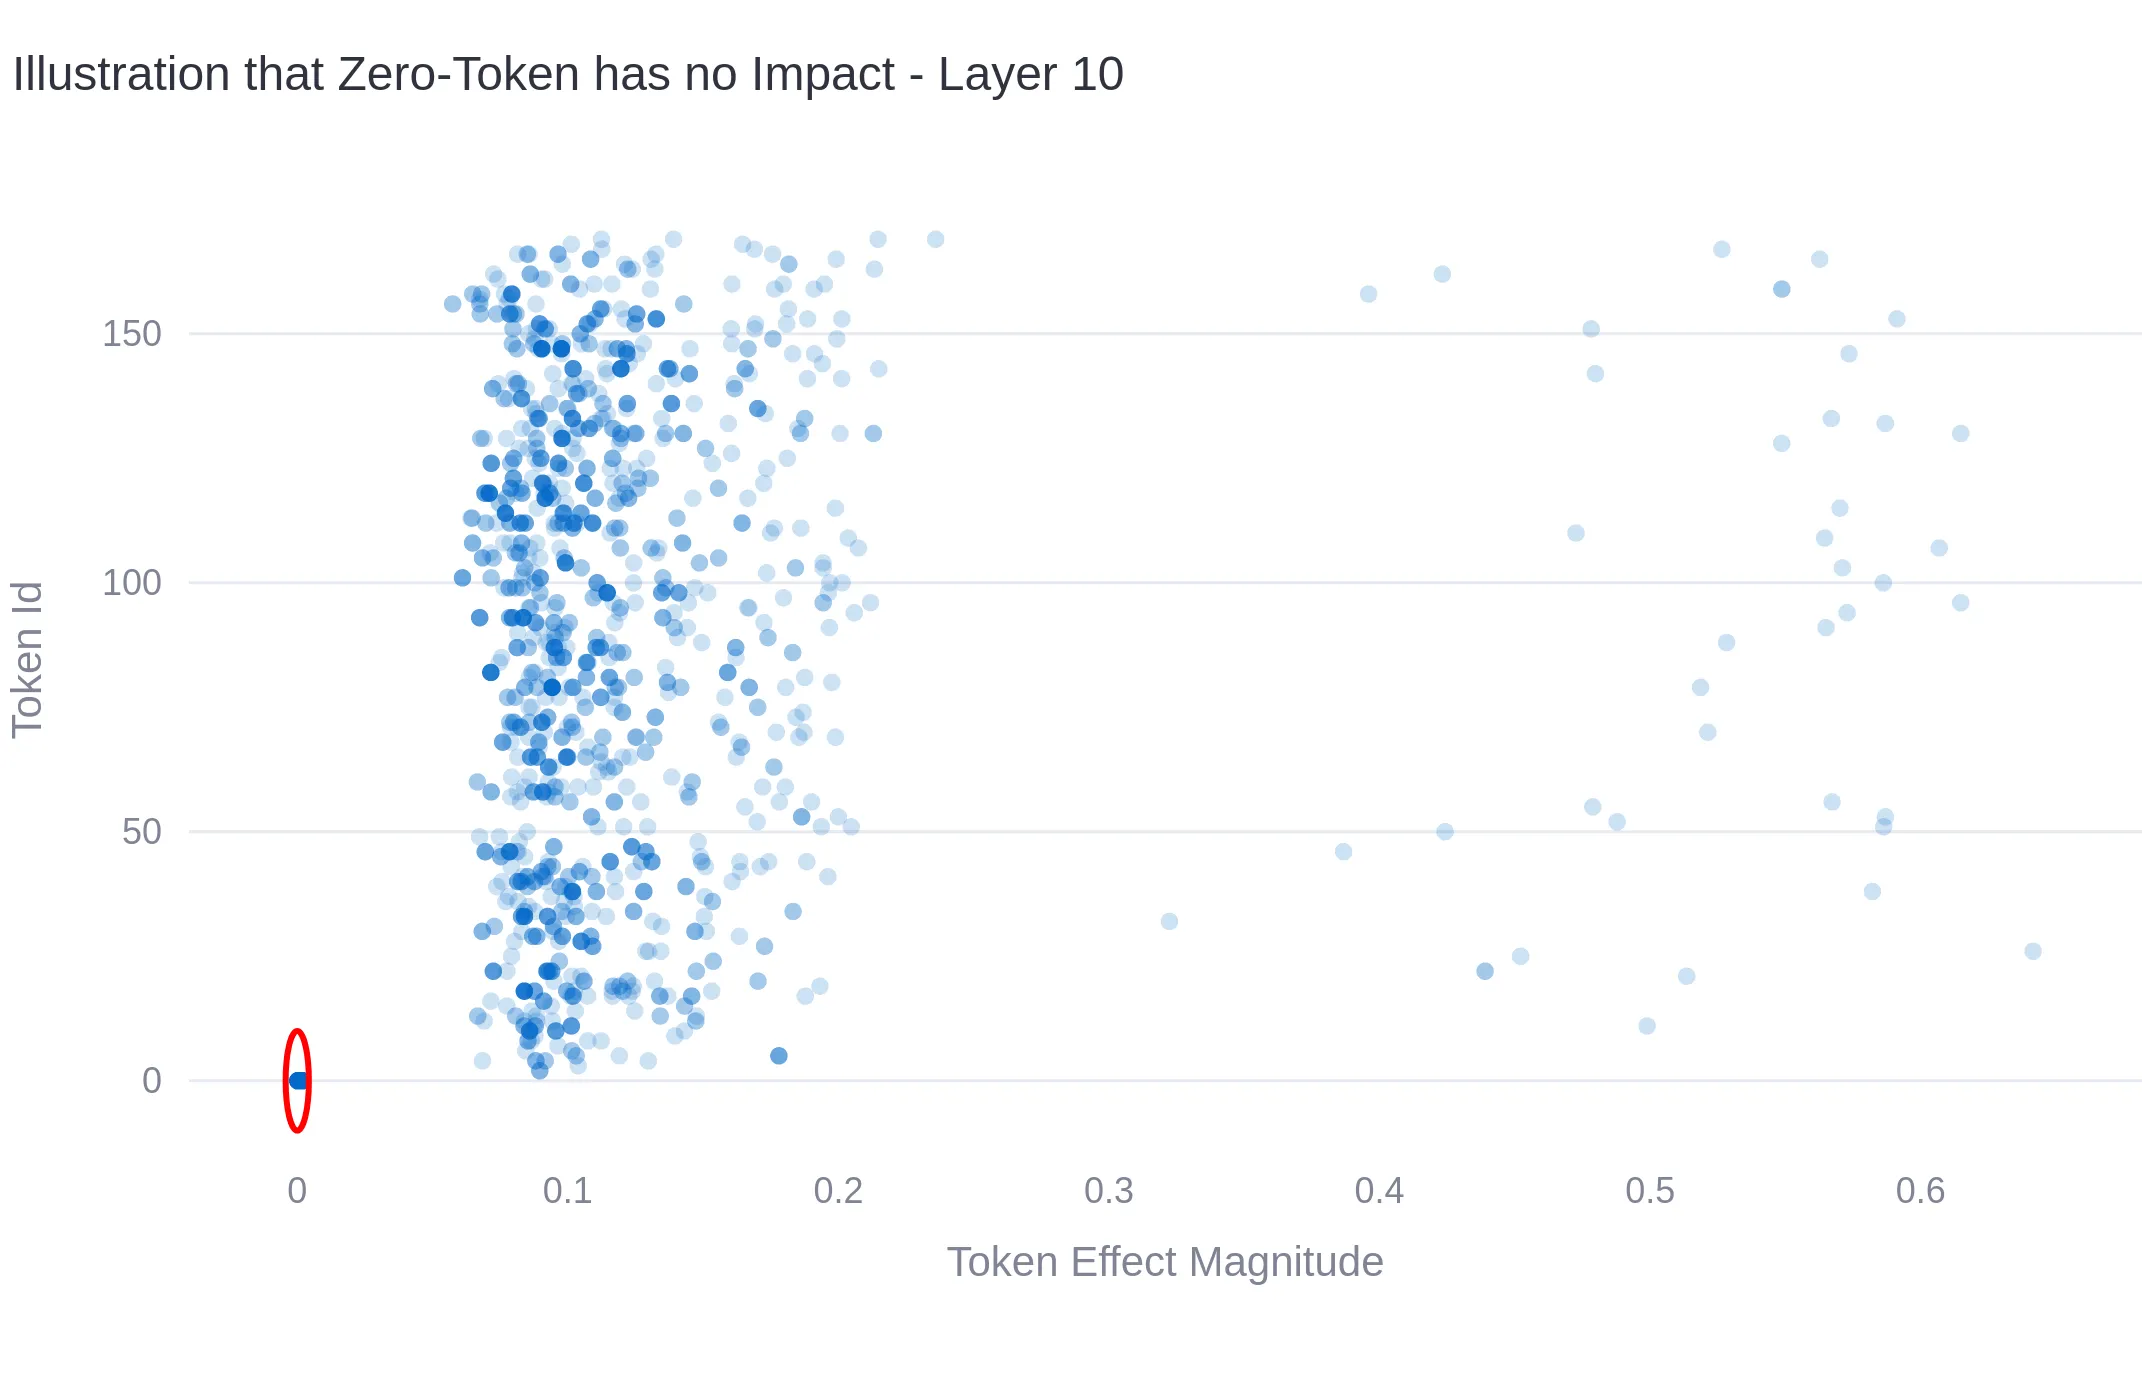 Illustration that Zero-Token has no Impact - Layer 10
150
100
50
0
Token Id
0 0.1 0.2 0.3 0.4 0.5 0.6
Token Effect Magnitude